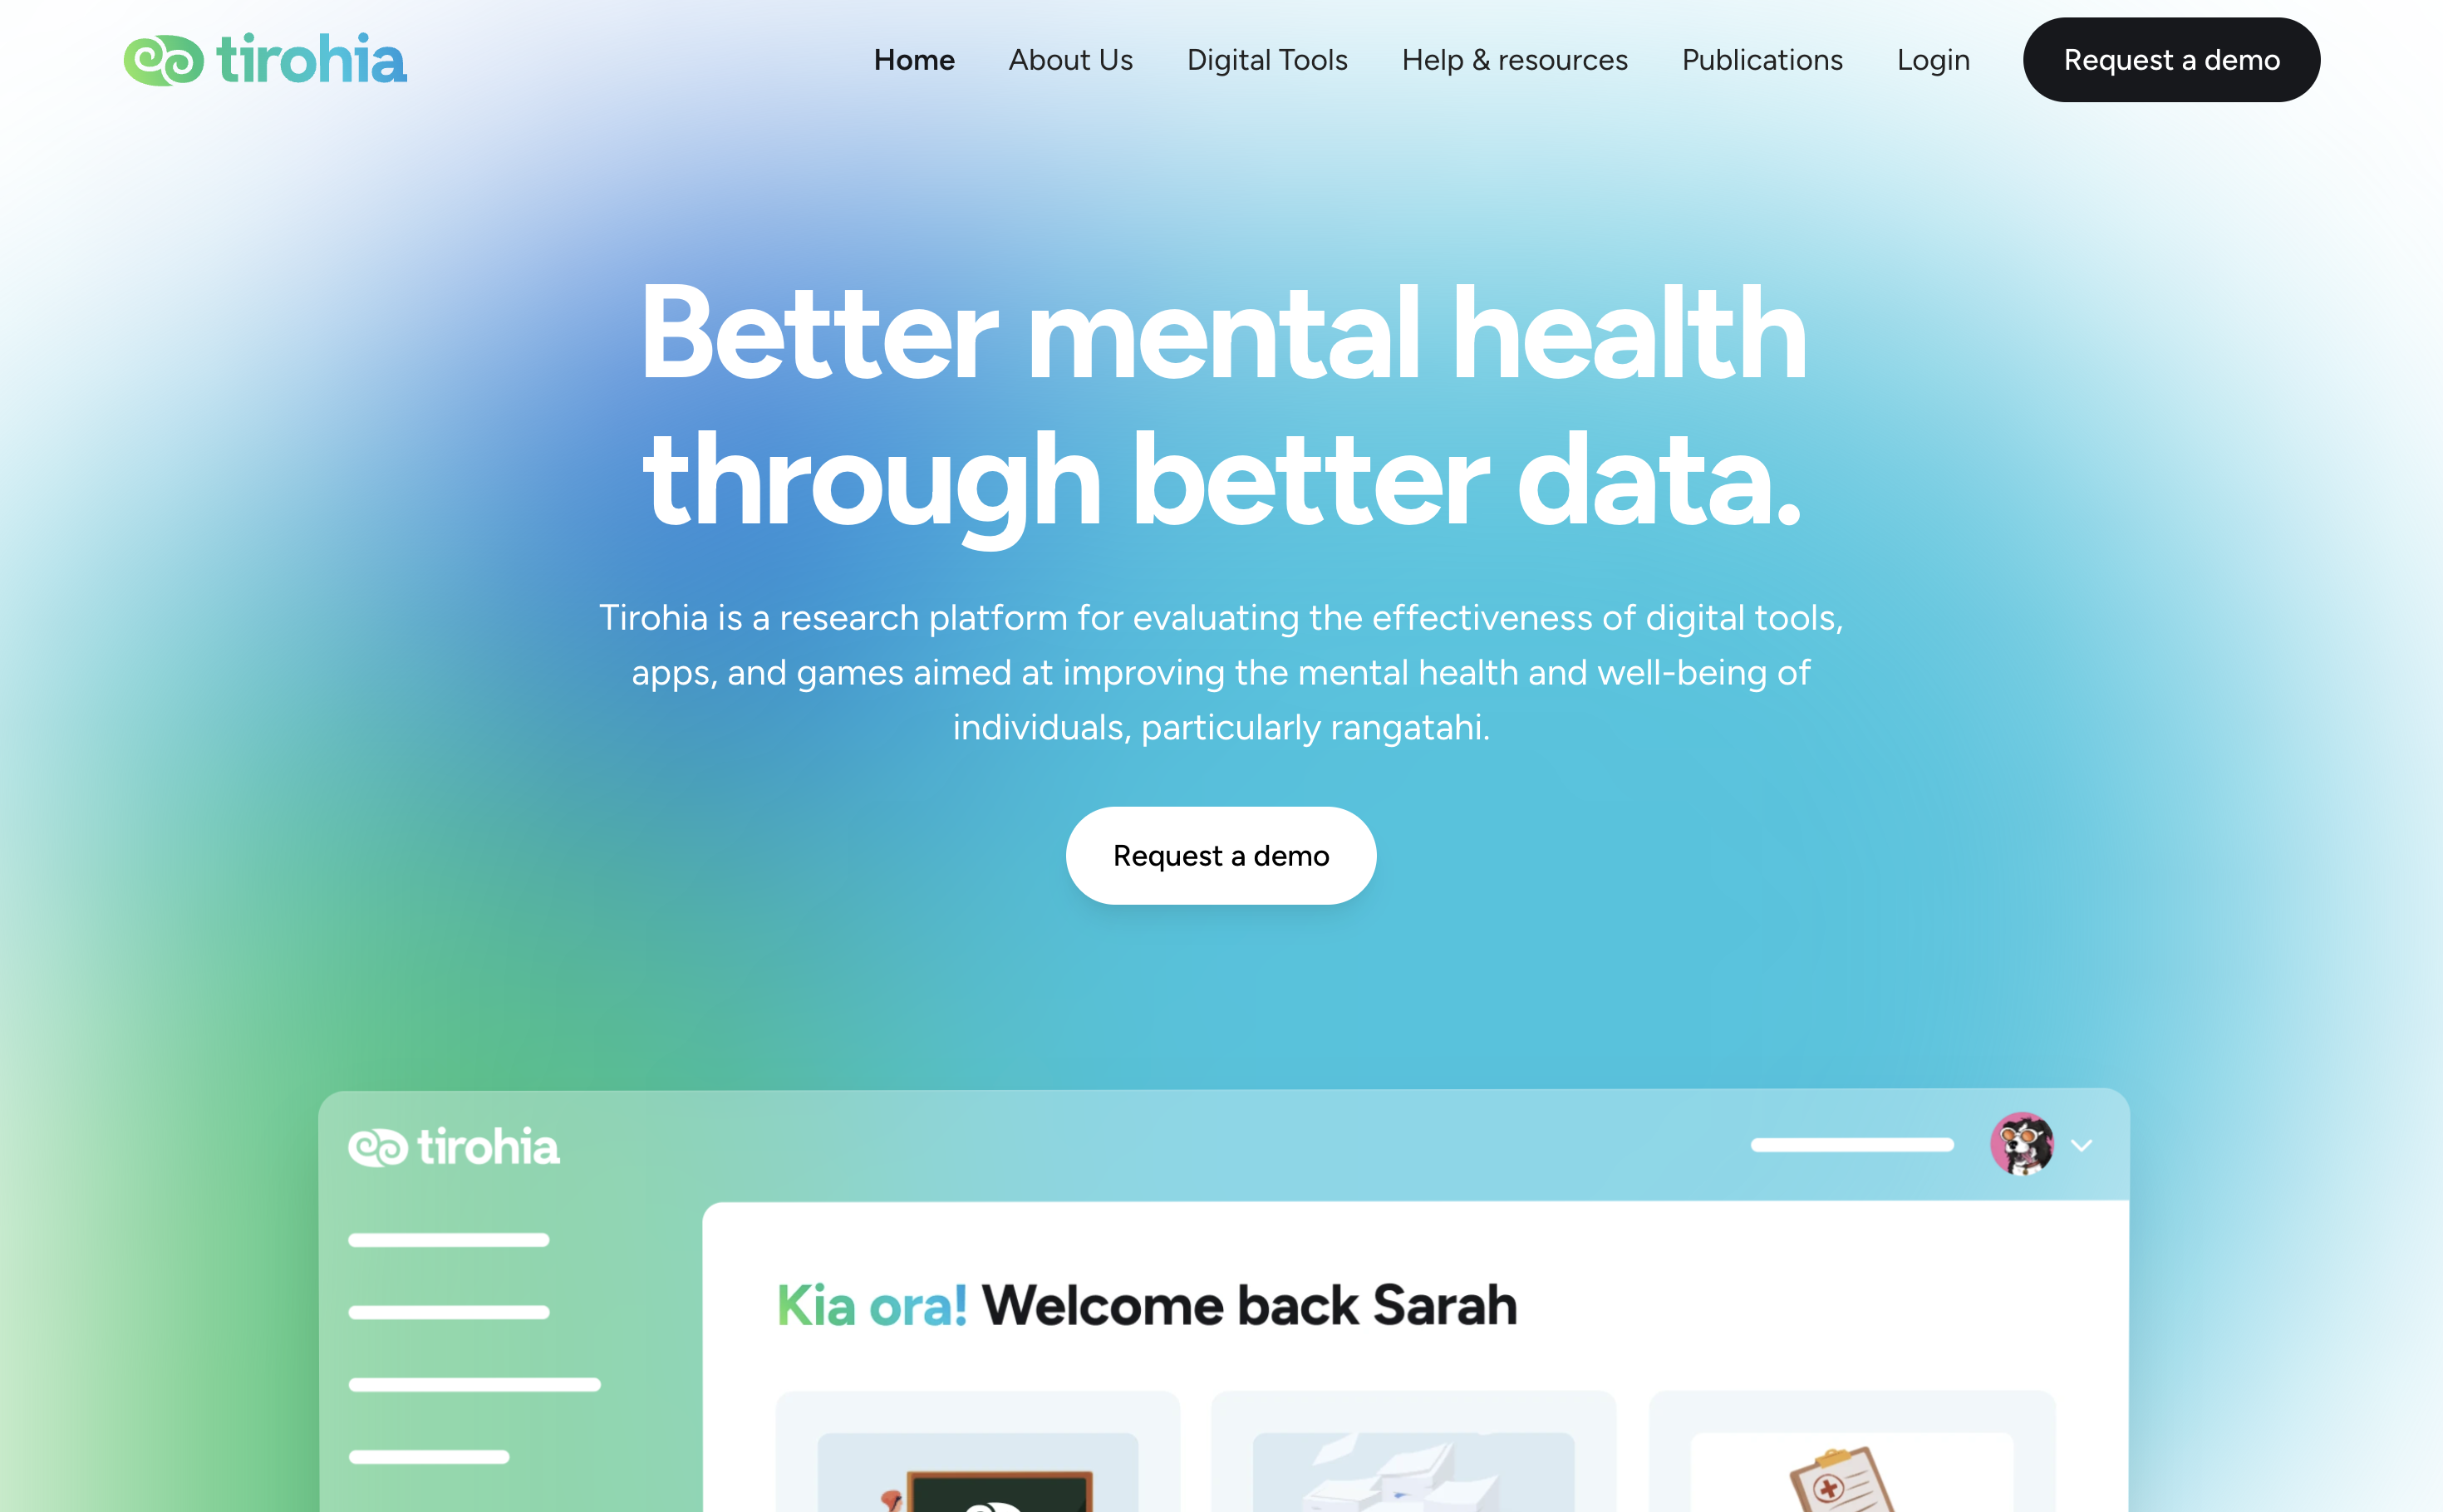 tirohia
Home
About Us
Digital Tools
Help & resources
Publications
Login
Request a demo
Better mental health
through better data.
Tirohia is a research platform for evaluating the effectiveness of digital tools,
apps, and games aimed at improving the mental health and well-being of
individuals, particularly rangatahi.
Request a demo
tirohia
Kia ora! Welcome back Sarah